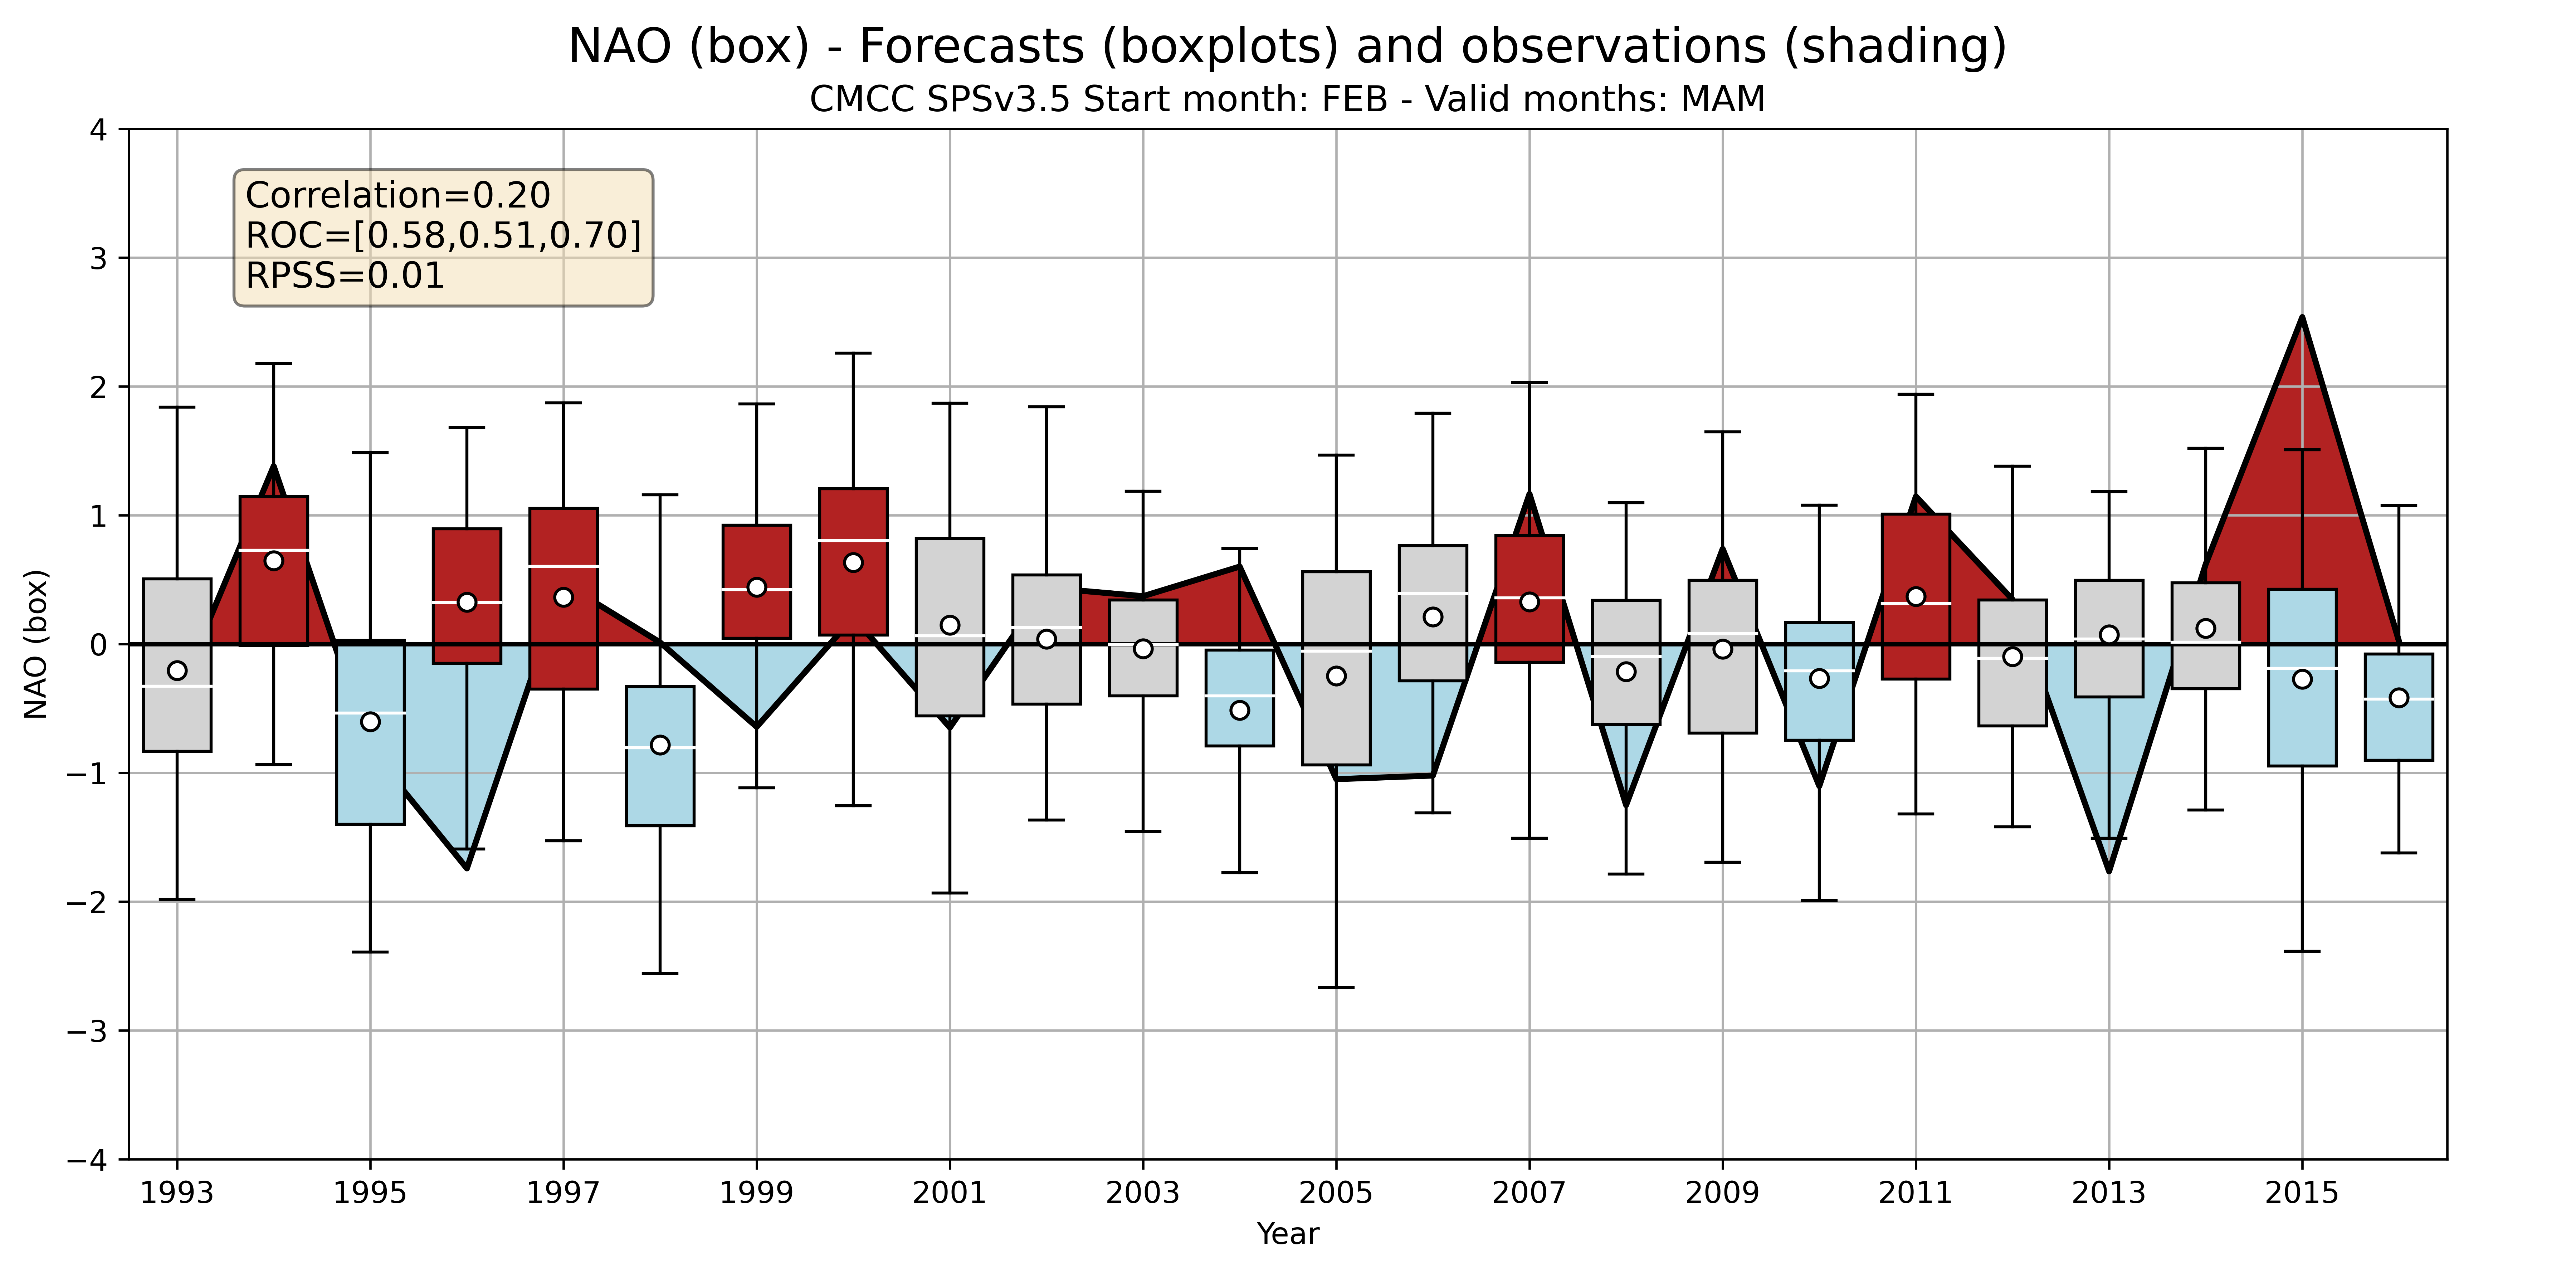 NAO (box) - Forecasts (boxplots) and observations (shading)
CMCC SPSv3.5 Start month: FEB - Valid months: MAM
Correlation=0.20
ROC=[0.58,0.51,0.70]
RPSS=0.01
NAO (box)
4
3
2
1
0
−1
−2
−3
−4
1993 1995 1997 1999 2001 2003 2005 2007 2009 2011 2013 2015
Year